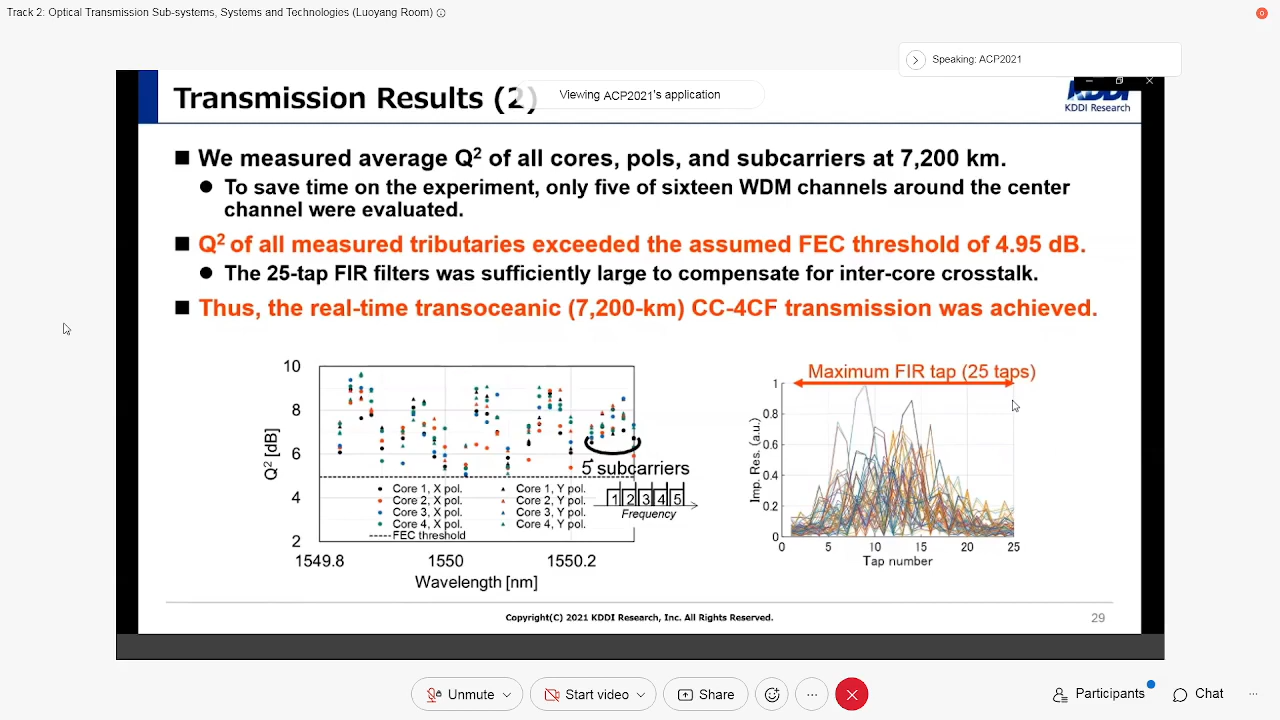 Track 2: Optical Transmission Sub-systems, Systems and Technologies (Luoyang Room)
Speaking: ACP2021
Viewing ACP2021's application
Transmission Results (2)
KDDI
KDDI Research
■ We measured average Q2 of all cores, pols, and subcarriers at 7,200 km.
● To save time on the experiment, only five of sixteen WDM channels around the center
channel were evaluated.
■ Q2 of all measured tributaries exceeded the assumed FEC threshold of 4.95 dB.
● The 25-tap FIR filters was sufficiently large to compensate for inter-core crosstalk.
■ Thus, the real-time transoceanic (7,200-km) CC-4CF transmission was achieved.
10
8
6
4
2
Q2 [dB]
5 subcarriers
1 2 3 4 5
Frequency
Core 1, X pol. Core 1, Y pol.
Core 2, X pol. Core 2, Y pol.
Core 3, X pol. Core 3, Y pol.
Core 4, X pol. Core 4, Y pol.
FEC threshold
1549.8 1550 1550.2
Wavelength [nm]
Maximum FIR tap (25 taps)
1
0.8
0.6
0.4
0.2
0
Imp. Res. (a.u.)
0 5 10 15 20 25
Tap number
Copyright(C) 2021 KDDI Research, Inc. All Rights Reserved.
29
Unmute
Start video
Share
Participants
Chat